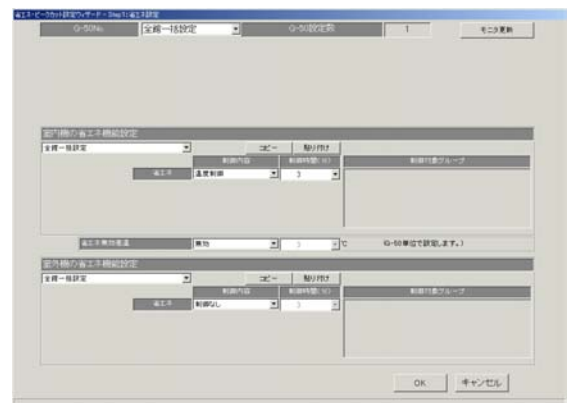 省エネ・ピークカット設定ウィザード - Step1:省エネ設定
G-50No. 全館一括設定 G-50設定数 1 モニタ更新
室内機の省エネ機能設定
全館一括設定 コピー 貼り付け
制御内容 制御時間(分) 制御対象グループ
省エネ 温度制御 3
省エネ無効差温 無効 3 ℃ (G-50単位で設定します。)
室外機の省エネ機能設定
全館一括設定 コピー 貼り付け
制御内容 制御時間(分) 制御対象グループ
省エネ 制御なし 3
OK キャンセル